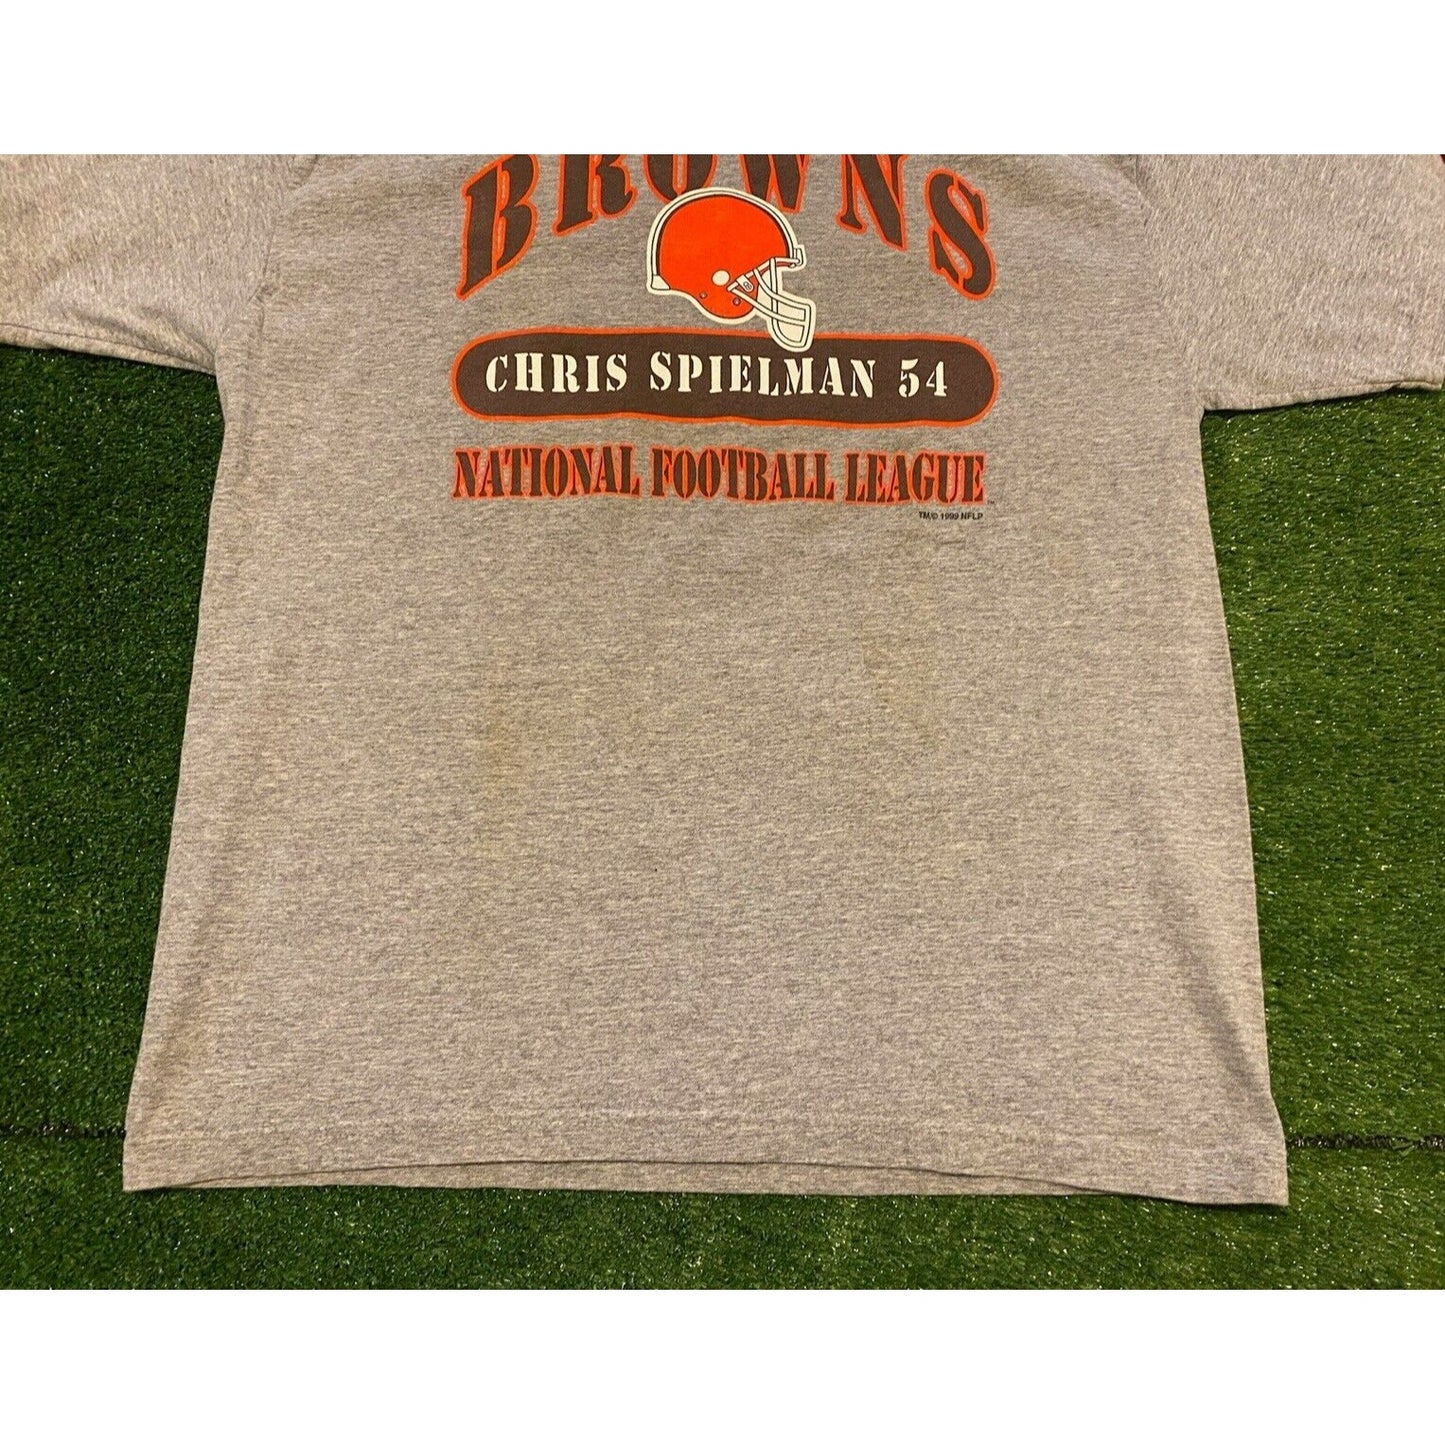 BROWNS
CHRIS SPIELMAN 54
NATIONAL FOOTBALL LEAGUE
TM© 1999 NFLP